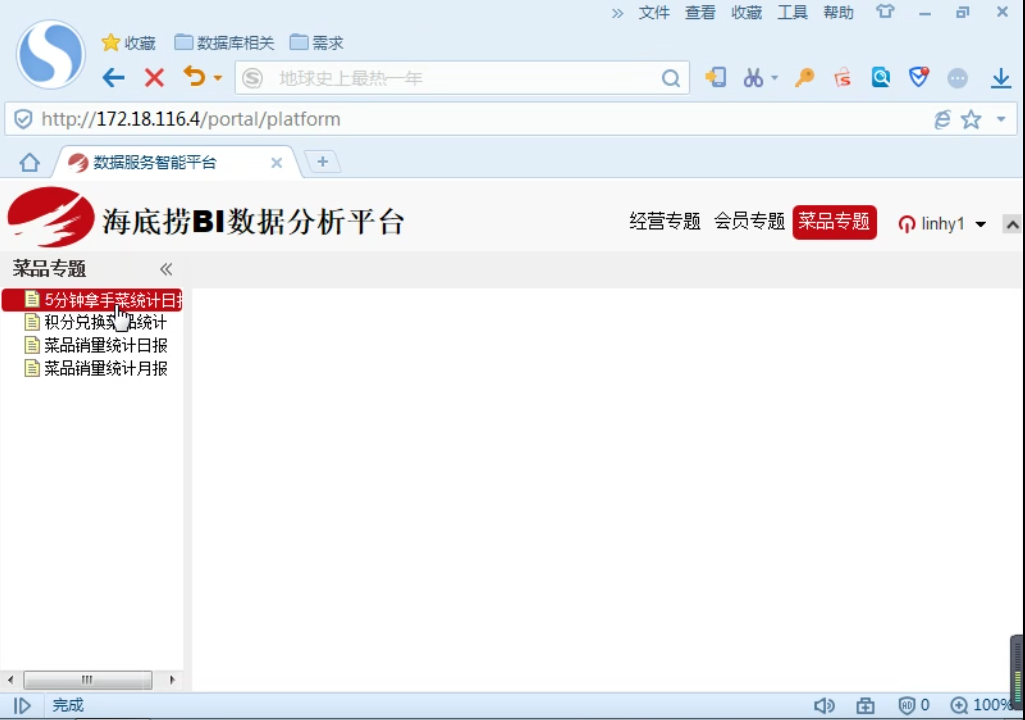 » 文件 查看 收藏 工具 帮助
收藏 数据库相关 需求
地球史上最热一年
http://172.18.116.4/portal/platform
数据服务智能平台
海底捞BI数据分析平台 经营专题 会员专题 菜品专题 linhy1
菜品专题 «
5分钟拿手菜统计日
积分兑换菜品统计
菜品销量统计日报
菜品销量统计月报
完成 0 100%